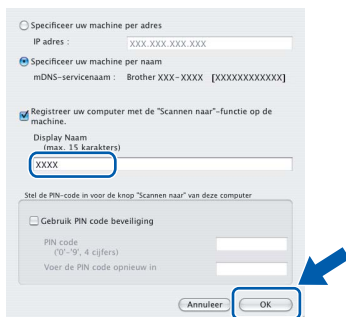 Specificeer uw machine per adres
IP adres : XXX.XXX.XXX.XXX
Specificeer uw machine per naam
mDNS-servicenaam : Brother XXX-XXXX [XXXXXXXXXXXX]
Registreer uw computer met de "Scannen naar"-functie op de
machine.
Display Naam
(max. 15 karakters)
XXXX
Stel de PIN-code in voor de knop "Scannen naar" van deze computer
Gebruik PIN code beveiliging
PIN code
('0'-'9', 4 cijfers)
Voer de PIN code opnieuw in
Annuleer OK